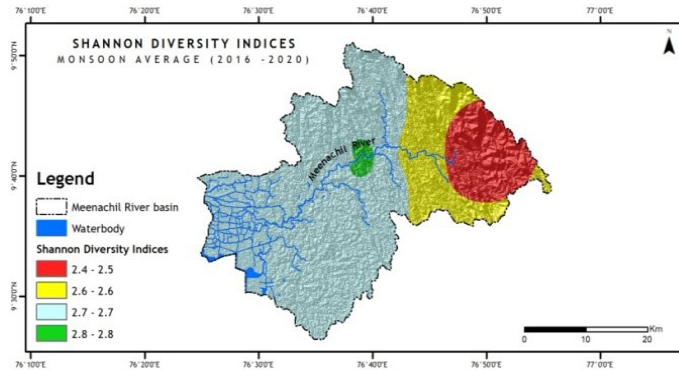 76°10'0"E 76°20'0"E 76°30'0"E 76°40'0"E 76°50'0"E 77°0'0"E
SHANNON DIVERSITY INDICES
MONSOON AVERAGE (2016 -2020)
N
9°50'0"N
9°40'0"N
9°30'0"N
Meenachil River
Legend
Meenachil River basin
Waterbody
Shannon Diversity Indices
2.4 - 2.5
2.6 - 2.6
2.7 - 2.7
2.8 - 2.8
Km
0 10 20
76°10'0"E 76°20'0"E 76°30'0"E 76°40'0"E 76°50'0"E 77°0'0"E